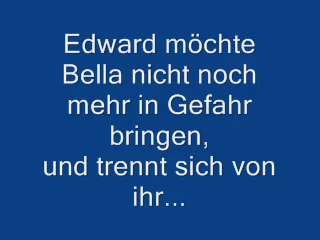 Edward möchte
Bella nicht noch
mehr in Gefahr
bringen,
und trennt sich von
ihr...